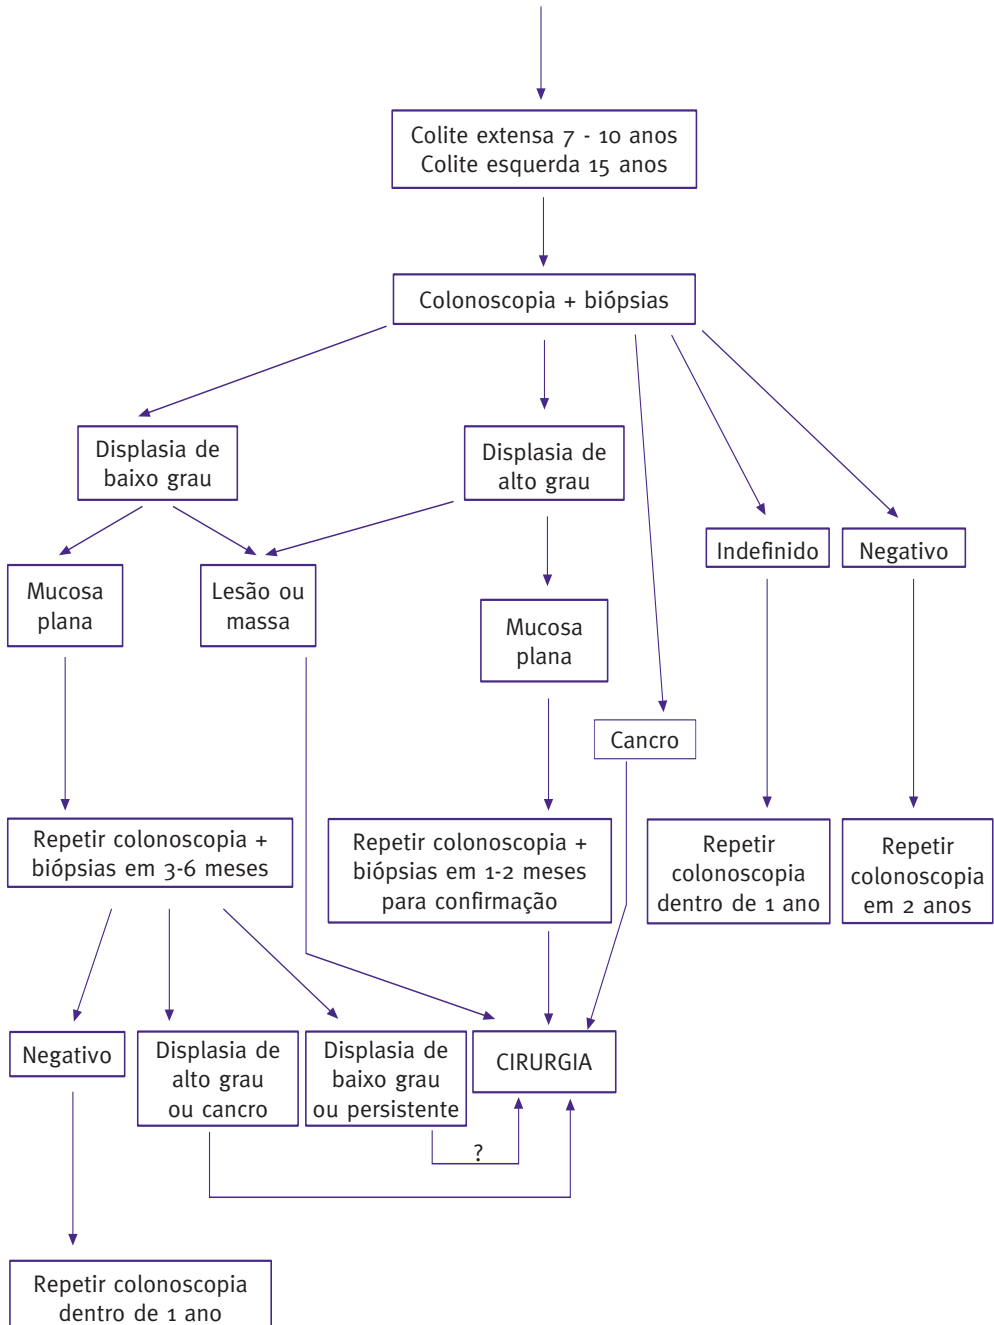 Colite extensa 7 - 10 anos
Colite esquerda 15 anos
Colonoscopia + biópsias
Displasia de
baixo grau
Displasia de
alto grau
Indefinido
Negativo
Mucosa
plana
Lesão ou
massa
Mucosa
plana
Cancro
Repetir colonoscopia +
biópsias em 3-6 meses
Repetir colonoscopia +
biópsias em 1-2 meses
para confirmação
Repetir
colonoscopia
dentro de 1 ano
Repetir
colonoscopia
em 2 anos
Negativo
Displasia de
alto grau
ou cancro
Displasia de
baixo grau
ou persistente
CIRURGIA
?
Repetir colonoscopia
dentro de 1 ano